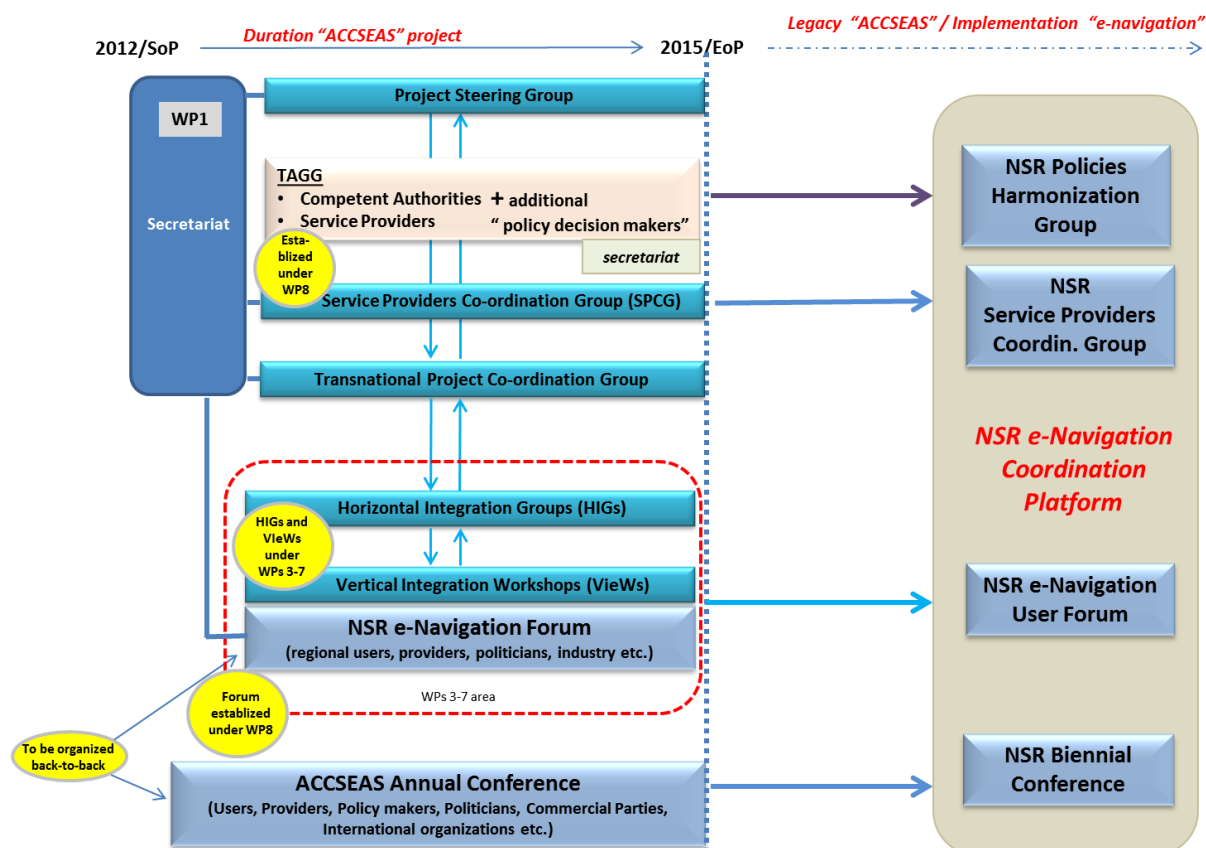 Duration “ACCSEAS” project
Legacy “ACCSEAS” / Implementation “e-navigation”
2012/SoP
2015/EoP
WP1
Secretariat
Project Steering Group
TAGG
• Competent Authorities + additional
• Service Providers “ policy decision makers”
secretariat
Esta-
blized
under
WP8
Service Providers Co-ordination Group (SPCG)
Transnational Project Co-ordination Group
Horizontal Integration Groups (HIGs)
HIGs and
VIeWs
under
WPs 3-7
Vertical Integration Workshops (VieWs)
NSR e-Navigation Forum
(regional users, providers, politicians, industry etc.)
WPs 3-7 area
Forum
establized
under WP8
To be organized
back-to-back
ACCSEAS Annual Conference
(Users, Providers, Policy makers, Politicians, Commercial Parties,
International organizations etc.)
NSR Policies
Harmonization
Group
NSR
Service Providers
Coordin. Group
NSR e-Navigation
Coordination
Platform
NSR e-Navigation
User Forum
NSR Biennial
Conference